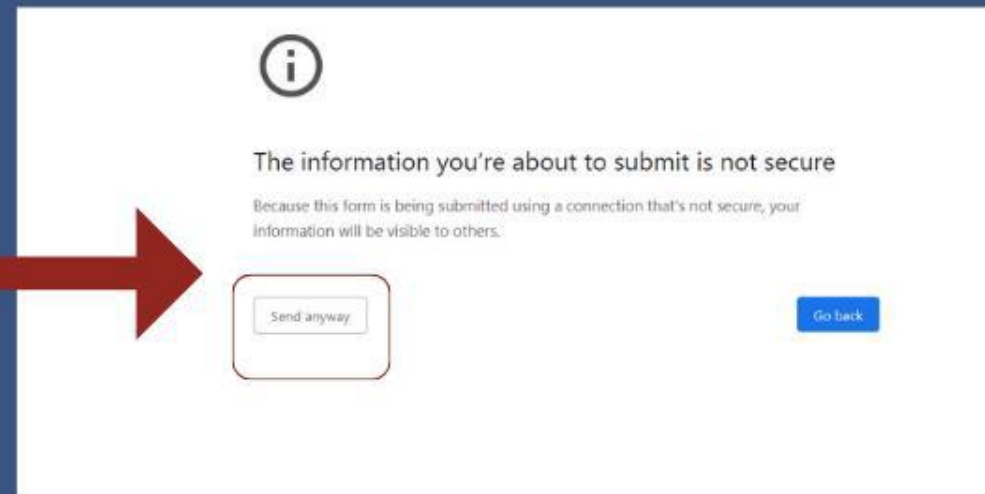 The information you're about to submit is not secure
Because this form is being submitted using a connection that's not secure, your
information will be visible to others.
Send anyway
Go back